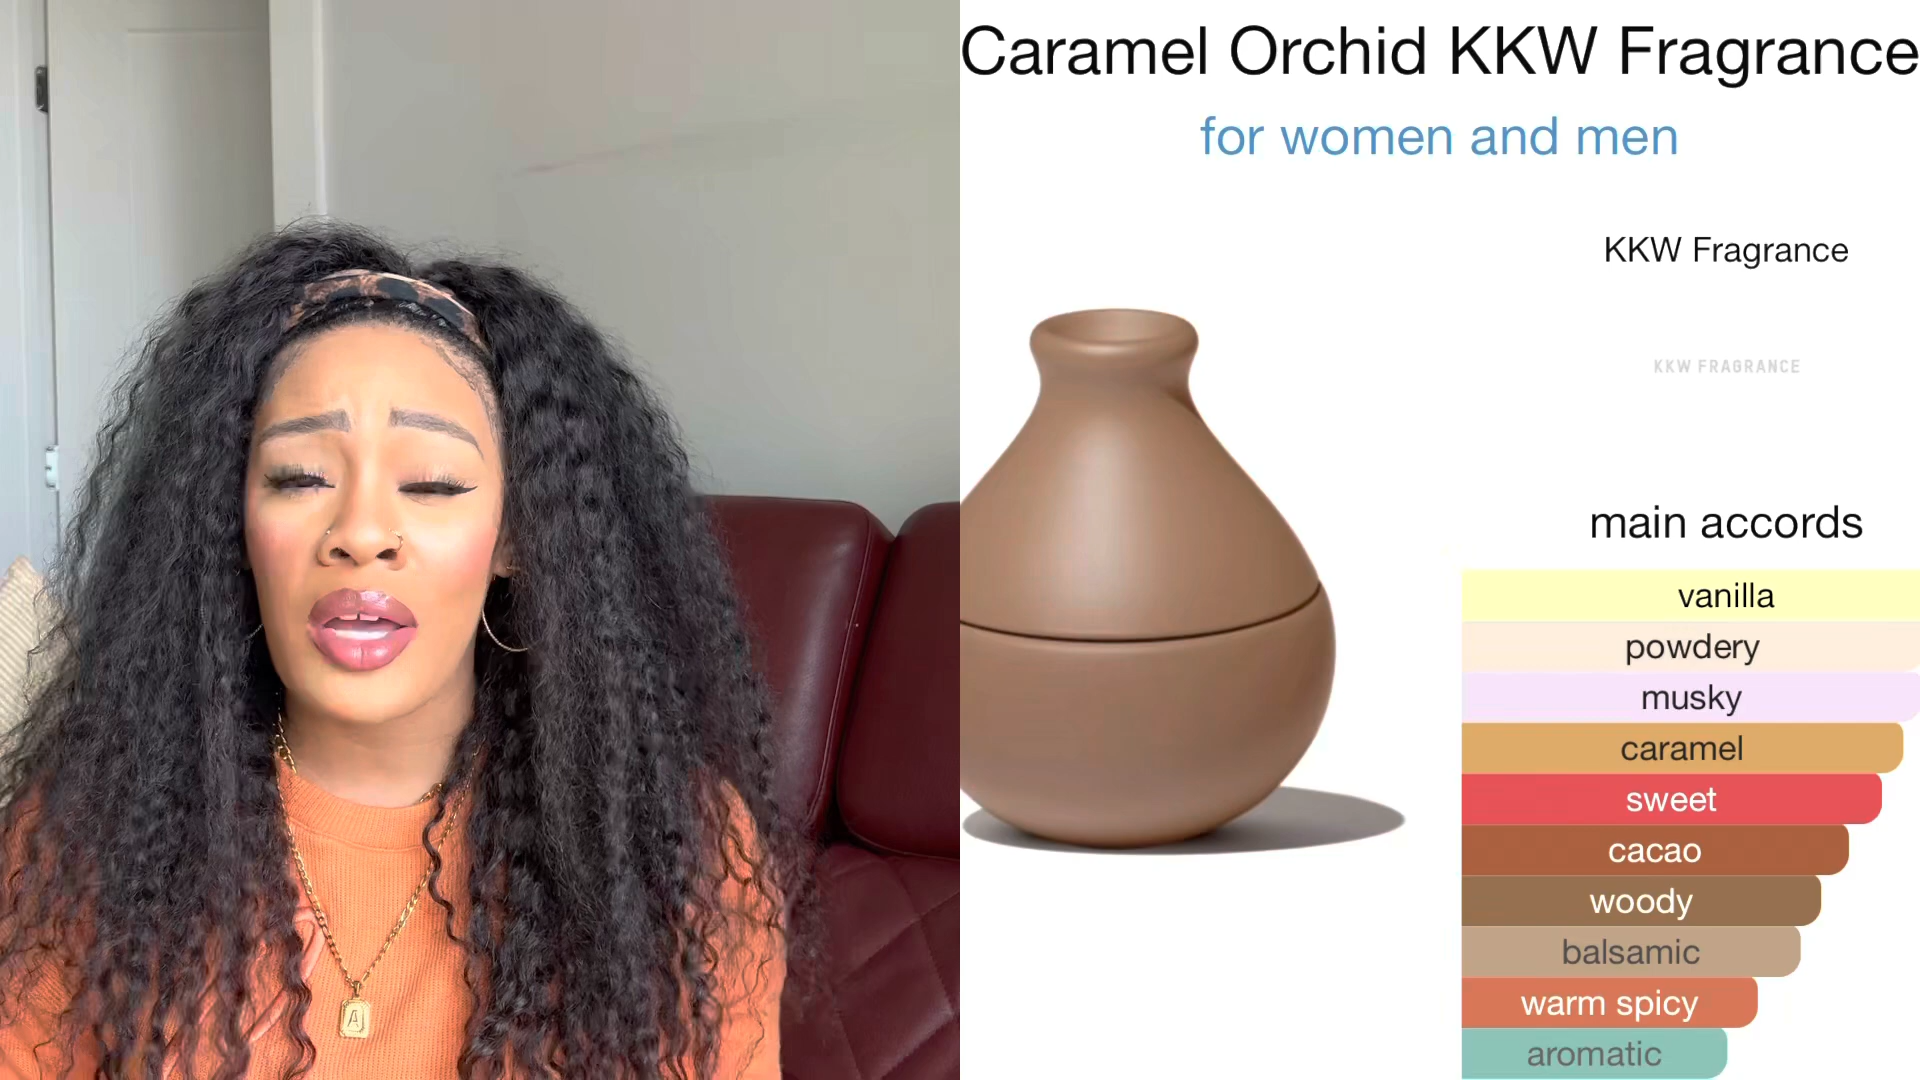 Caramel Orchid KKW Fragrance
for women and men
KKW Fragrance
KKW FRAGRANCE
main accords
vanilla
powdery
musky
caramel
sweet
cacao
woody
balsamic
warm spicy
aromatic
A